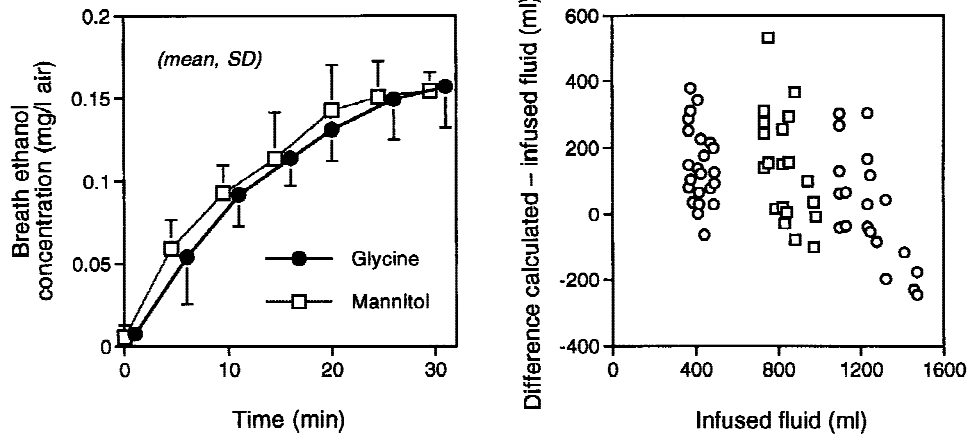 0.2
0.15
0.1
0.05
0
Breath ethanol
concentration (mg/l air)
(mean, SD)
Glycine
Mannitol
0 10 20 30
Time (min)
600
400
200
0
-200
-400
Difference calculated – infused fluid (ml)
0 400 800 1200 1600
Infused fluid (ml)